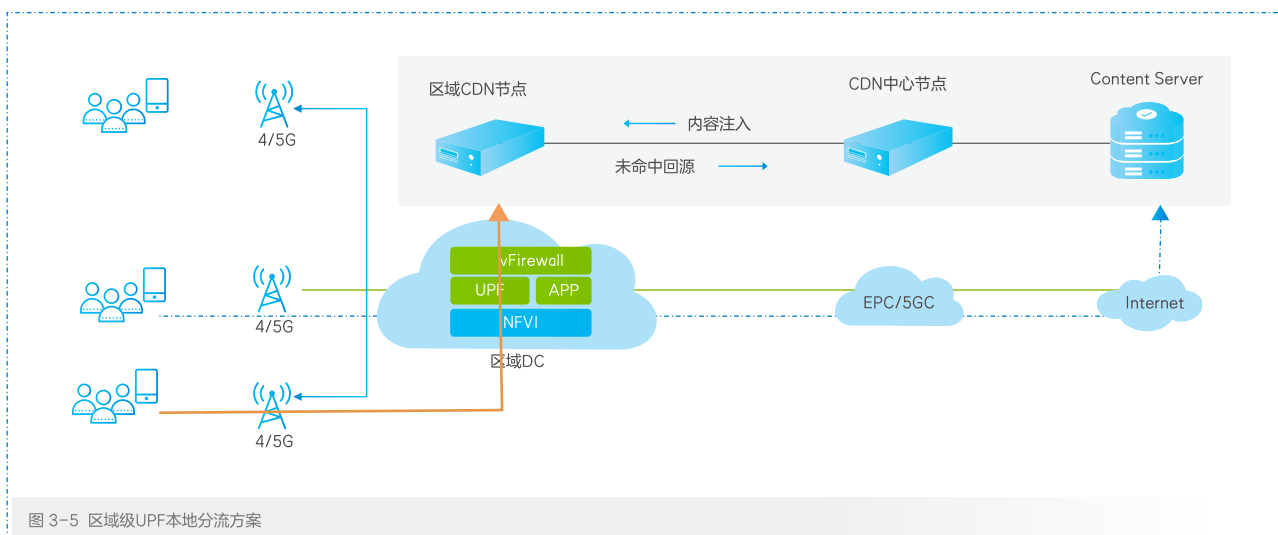 区域CDN节点
CDN中心节点
Content Server
4/5G
内容注入
未命中回源
vFirewall
UPF
APP
NFVI
区域DC
4/5G
EPC/5GC
Internet
4/5G
图 3-5 区域级UPF本地分流方案